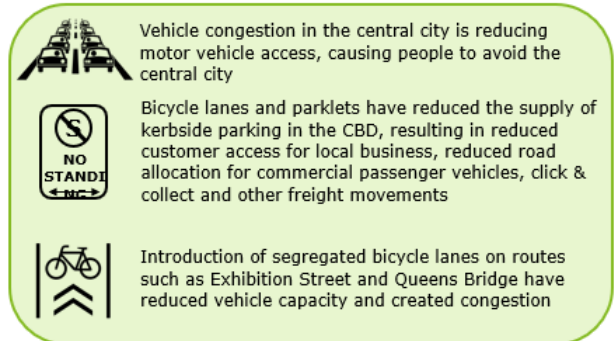 Vehicle congestion in the central city is reducing
motor vehicle access, causing people to avoid the
central city
Bicycle lanes and parklets have reduced the supply of
kerbside parking in the CBD, resulting in reduced
customer access for local business, reduced road
allocation for commercial passenger vehicles, click &
collect and other freight movements
S
NO
STANDI
NG
Introduction of segregated bicycle lanes on routes
such as Exhibition Street and Queens Bridge have
reduced vehicle capacity and created congestion